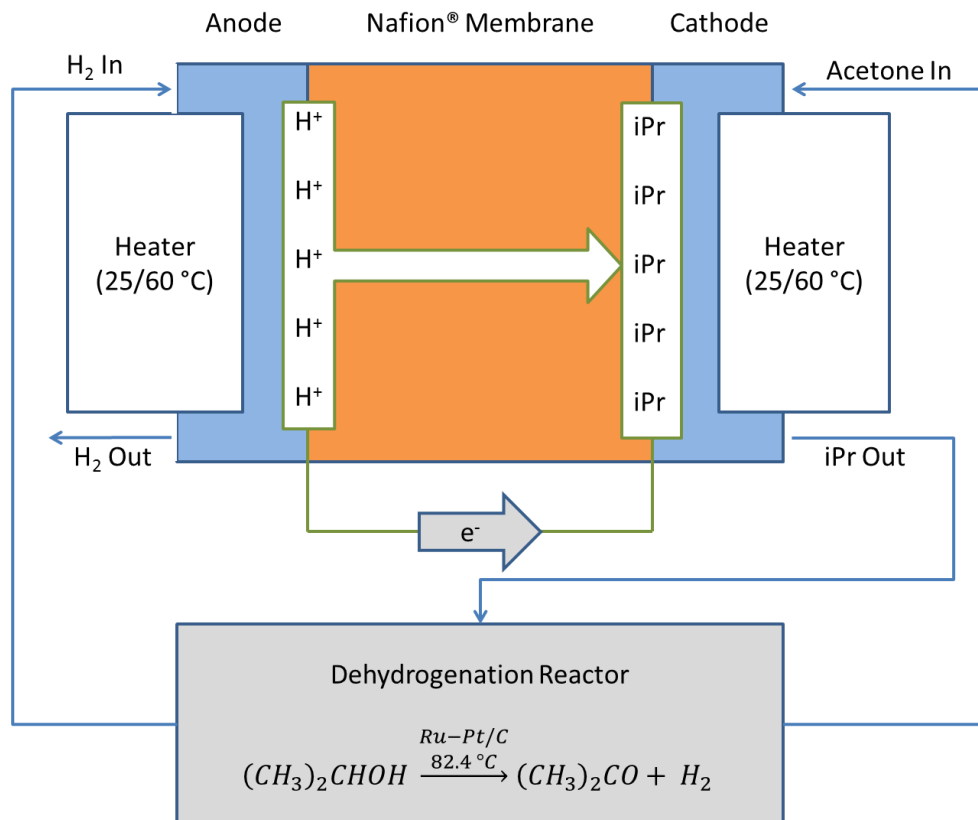 Anode Nafion® Membrane Cathode
H₂ In
Acetone In
H⁺ iPr
H⁺ iPr
H⁺ iPr
H⁺ iPr
H⁺ iPr
Heater
(25/60 °C)
Heater
(25/60 °C)
H₂ Out
iPr Out
e⁻
Dehydrogenation Reactor
Ru−Pt/C
82.4 °C
(CH₃)₂CHOH ⟶ (CH₃)₂CO + H₂